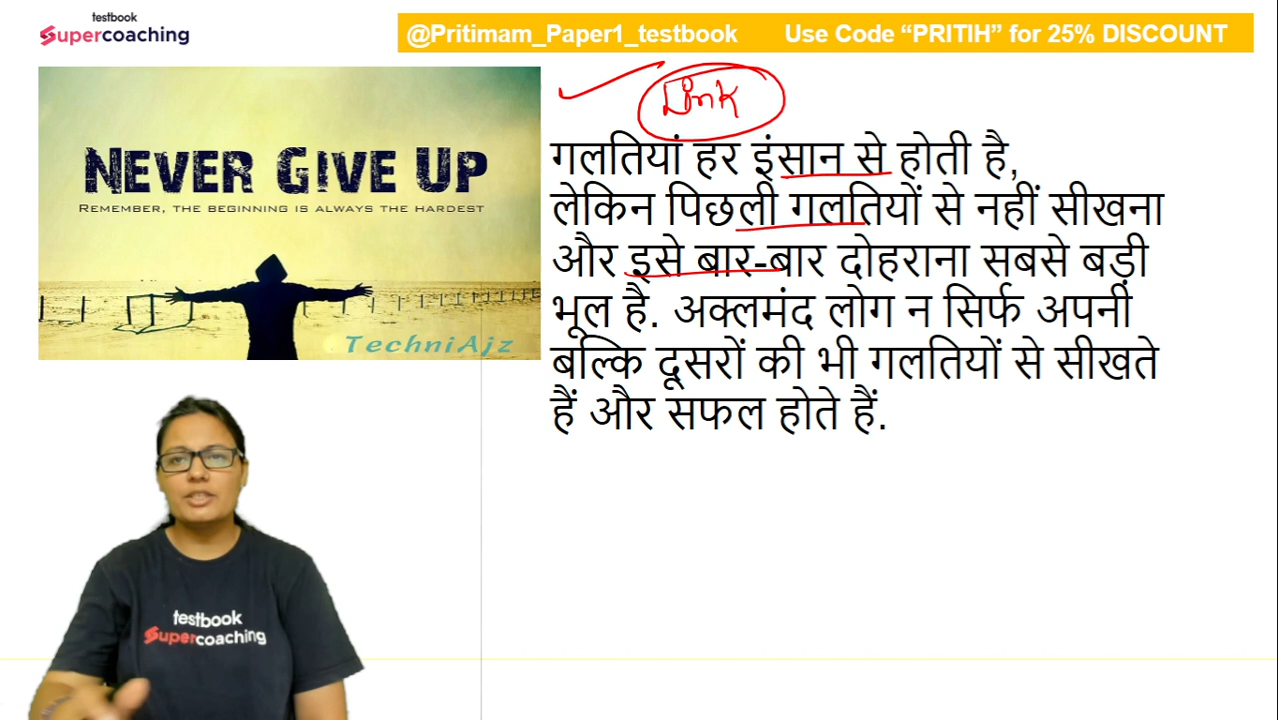 testbook
Supercoaching
@Pritimam_Paper1_testbook Use Code “PRITIH” for 25% DISCOUNT
NEVER GIVE UP
REMEMBER, THE BEGINNING IS ALWAYS THE HARDEST
TechniAjz
Link
गलतियां हर इंसान से होती है,
लेकिन पिछली गलतियों से नहीं सीखना
और इसे बार-बार दोहराना सबसे बड़ी
भूल है. अक्लमंद लोग न सिर्फ अपनी
बल्कि दूसरों की भी गलतियों से सीखते
हैं और सफल होते हैं.
testbook
Supercoaching